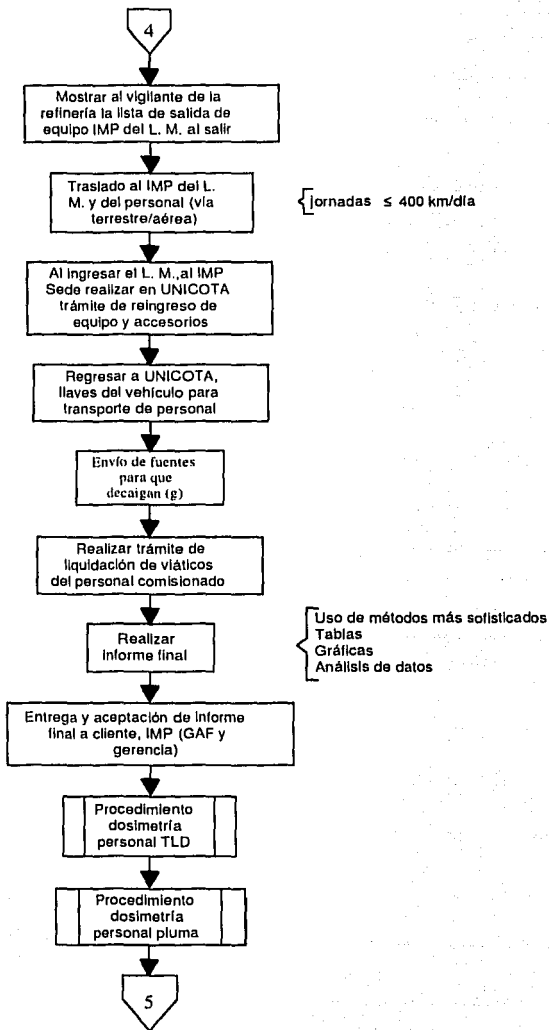 4
Mostrar al vigilante de la
refinería la lista de salida de
equipo IMP del L. M. al salir
Traslado al IMP del L.
M. y del personal (vía
terrestre/aérea)
jornadas ≤ 400 km/día
Al ingresar el L. M.,al IMP
Sede realizar en UNICOTA
trámite de reingreso de
equipo y accesorios
Regresar a UNICOTA,
llaves del vehículo para
transporte de personal
Envío de fuentes
para que
decaigan (g)
Realizar trámite de
liquidación de viáticos
del personal comisionado
Realizar
informe final
Uso de métodos más sofisticados
Tablas
Gráficas
Análisis de datos
Entrega y aceptación de informe
final a cliente, IMP (GAF y
gerencia)
Procedimiento
dosimetría
personal TLD
Procedimiento
dosimetría
personal pluma
5